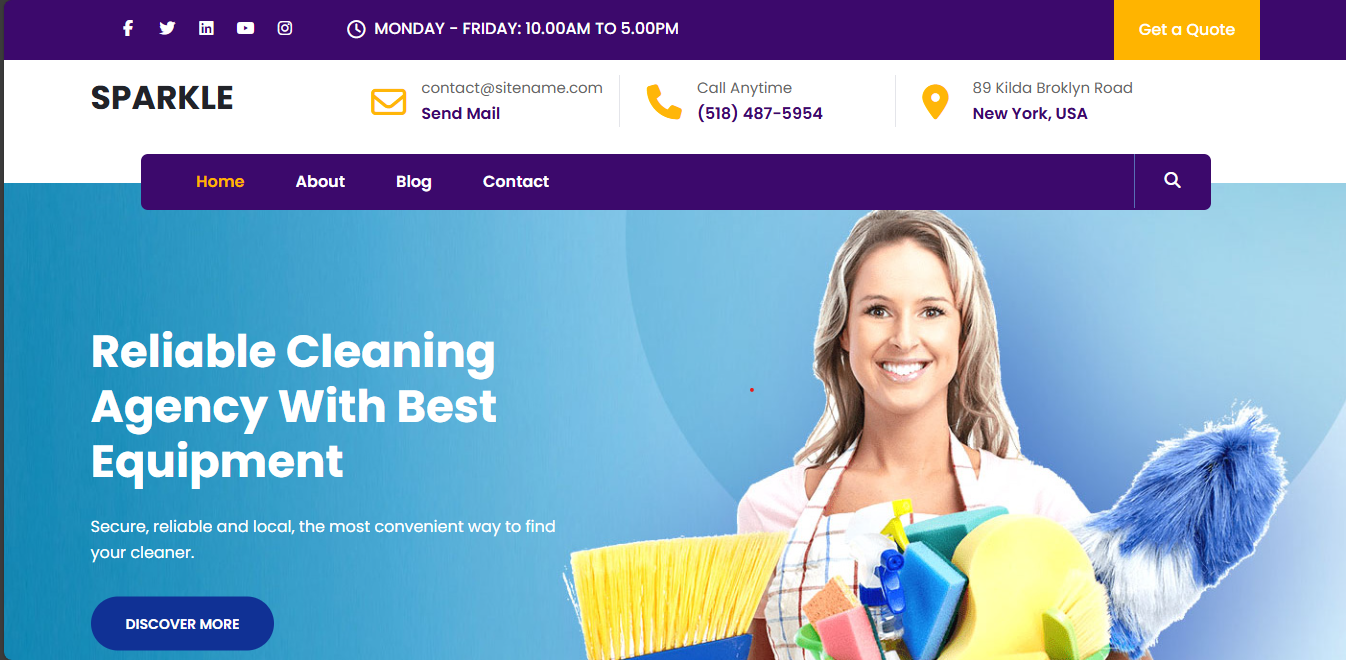 MONDAY - FRIDAY: 10.00AM TO 5.00PM
Get a Quote
SPARKLE
contact@sitename.com
Send Mail
Call Anytime
(518) 487-5954
89 Kilda Broklyn Road
New York, USA
Home About Blog Contact
Reliable Cleaning
Agency With Best
Equipment
Secure, reliable and local, the most convenient way to find
your cleaner.
DISCOVER MORE